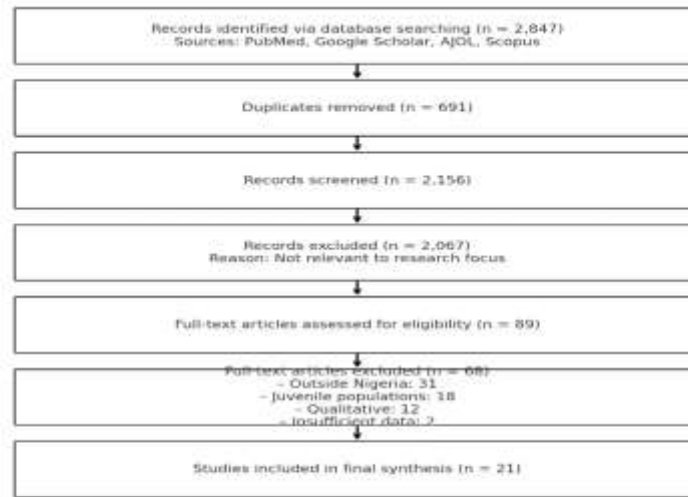 Records identified via database searching (n = 2,847)
Sources: PubMed, Google Scholar, AJOL, Scopus
Duplicates removed (n = 691)
Records screened (n = 2,156)
Records excluded (n = 2,067)
Reason: Not relevant to research focus
Full-text articles assessed for eligibility (n = 89)
Full-text articles excluded (n = 68)
– Outside Nigeria: 31
– Juvenile populations: 18
– Qualitative: 12
– Insufficient data: 2
Studies included in final synthesis (n = 21)